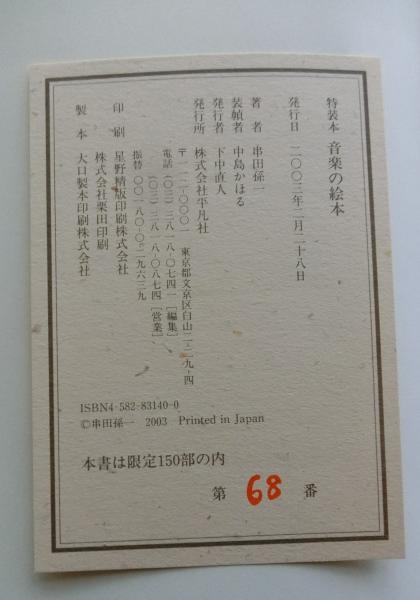 特装本 音楽の絵本
発行日 二〇〇三年二月二十八日
著者 串田孫一
装幀者 中島かほる
発行者 下中直人
発行所 株式会社平凡社
〒一一二-〇〇〇一 東京都文京区白山二-二九-四
電話 (〇三)三八一八-〇七四一[編集]
(〇三)三八一八-〇八七四[営業]
振替 〇〇一八〇-〇-二九六三九
印刷 星野精版印刷株式会社
株式会社栗田印刷
製本 大口製本印刷株式会社
ISBN4-582-83140-0
©串田孫一 2003 Printed in Japan
本書は限定150部の内
第 68 番